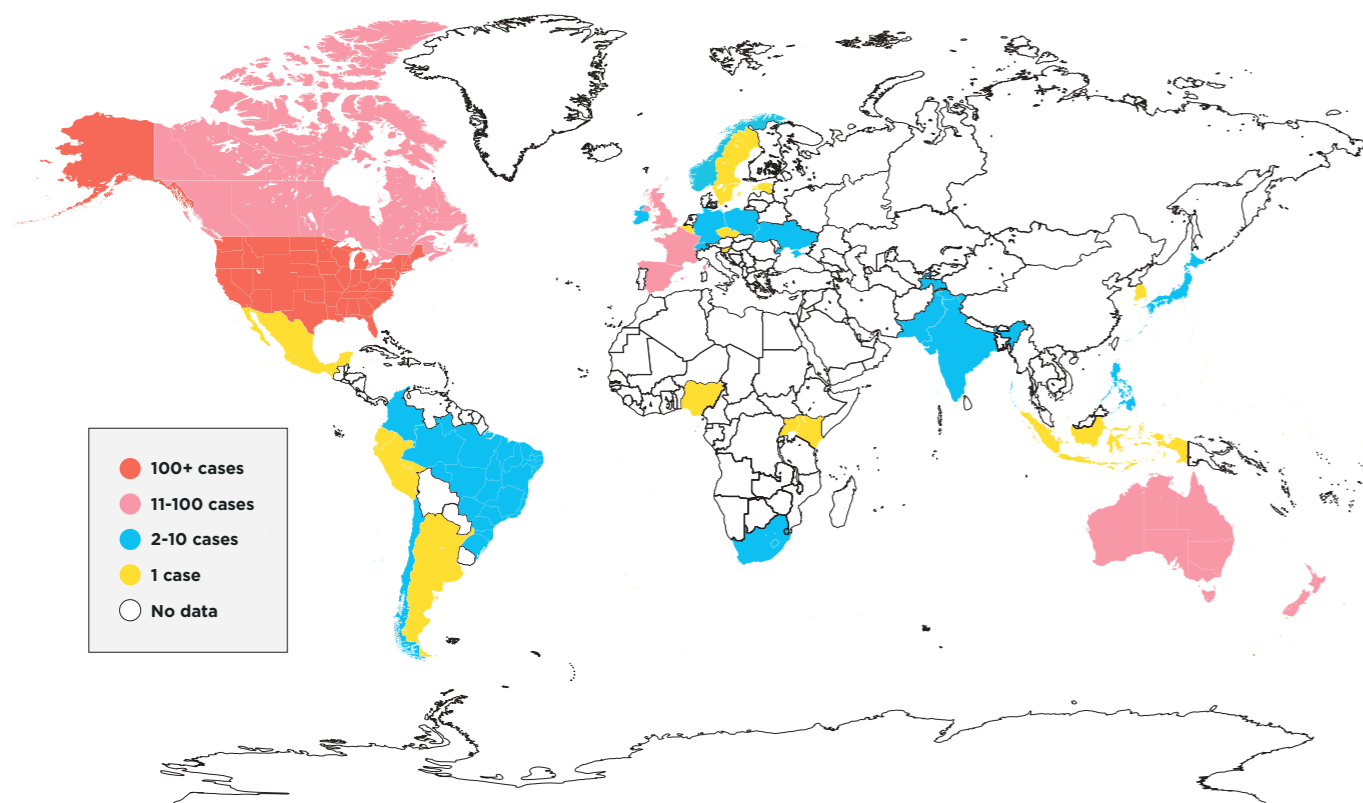 100+ cases
11-100 cases
2-10 cases
1 case
No data